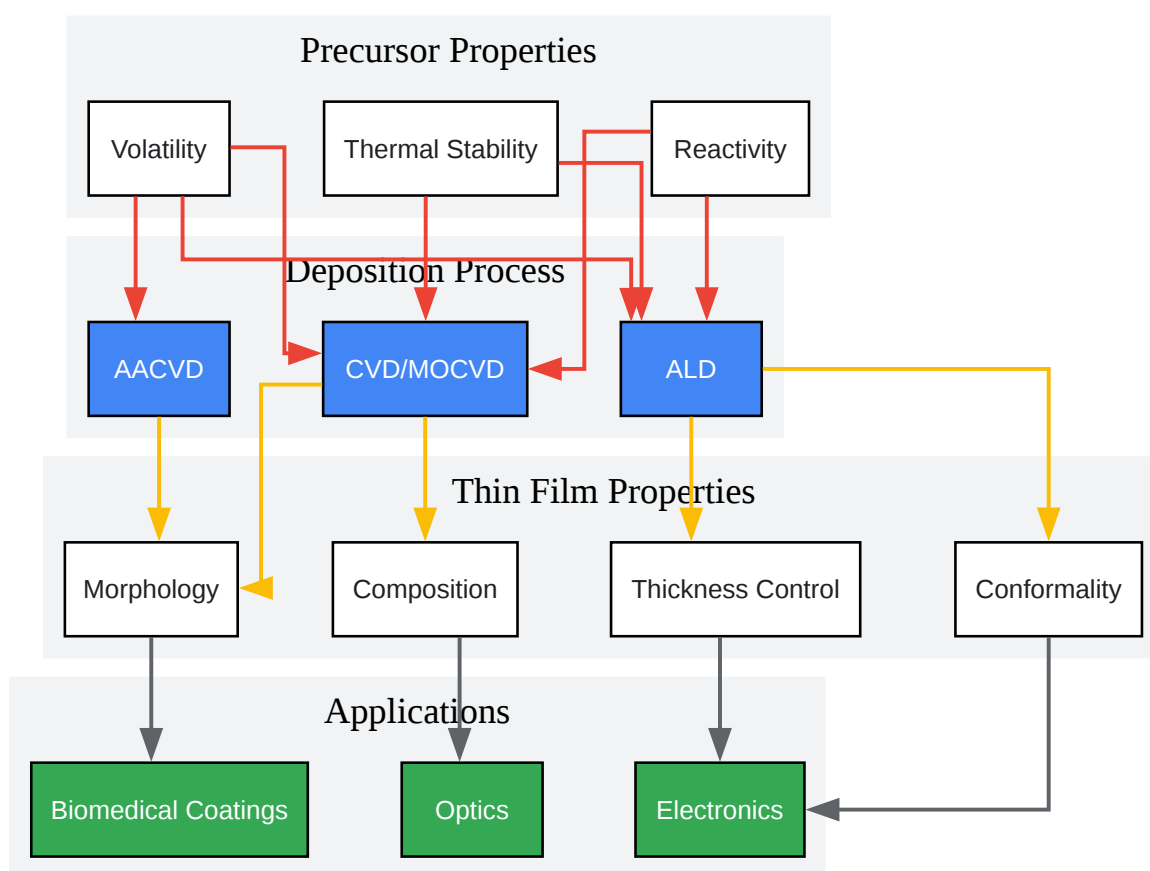 Precursor Properties
Volatility
Thermal Stability
Reactivity
Deposition Process
AACVD
CVD/MOCVD
ALD
Thin Film Properties
Morphology
Composition
Thickness Control
Conformality
Applications
Biomedical Coatings
Optics
Electronics